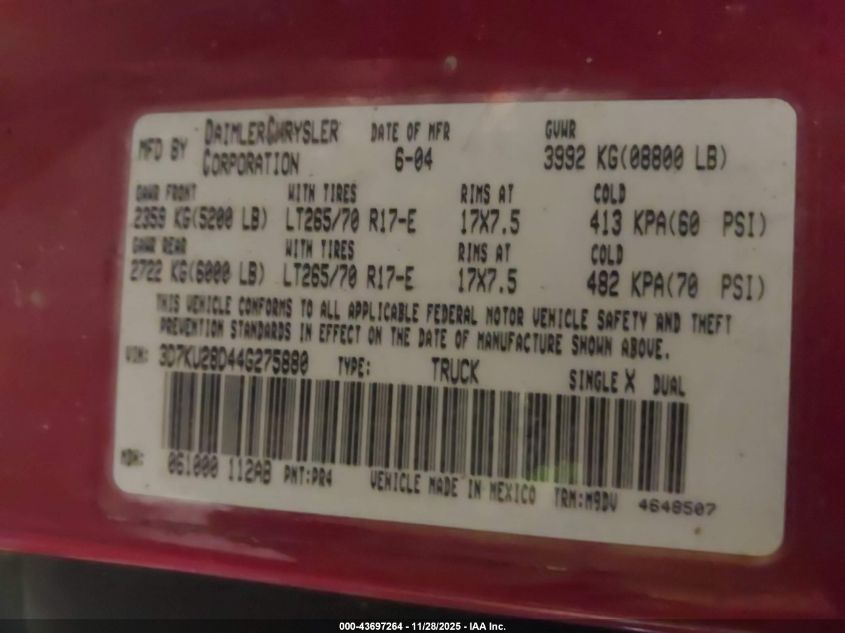 MFD BY DAIMLERCHRYSLER CORPORATION DATE OF MFR 6-04 GVWR 3992 KG(08800 LB)
GAWR FRONT WITH TIRES RIMS AT COLD
2359 KG(5200 LB) LT265/70 R17-E 17X7.5 413 KPA(60 PSI)
GAWR REAR WITH TIRES RIMS AT COLD
2722 KG(6000 LB) LT265/70 R17-E 17X7.5 482 KPA(70 PSI)
THIS VEHICLE CONFORMS TO ALL APPLICABLE FEDERAL MOTOR VEHICLE SAFETY AND THEFT
PREVENTION STANDARDS IN EFFECT ON THE DATE OF MANUFACTURE SHOWN ABOVE.
VIN: 3D7KU28D44G275880 TYPE: TRUCK SINGLE X DUAL
MDH: 061000 112AB PNT:PR4 VEHICLE MADE IN MEXICO TRM:M9DV 4648507
000-43697264 - 11/28/2025 - IAA Inc.